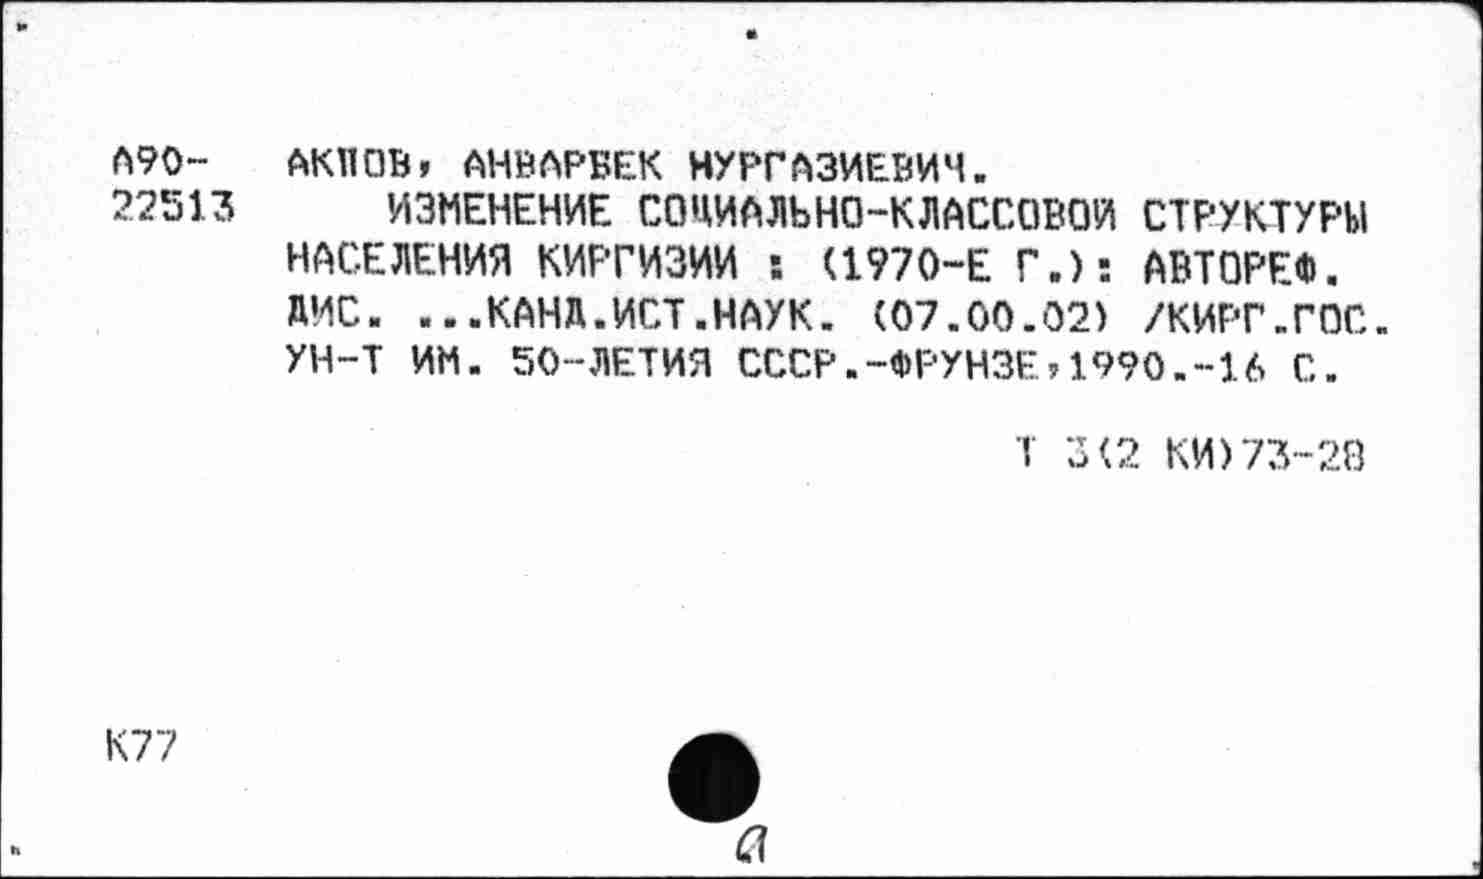 А90- АКПОВ, АНВАРБЕК НУРГАЗИЕВИЧ.
22513 ИЗМЕНЕНИЕ СОЦИАЛЬНО-КЛАССОВОЙ СТРУКТУРЫ
НАСЕЛЕНИЯ КИРГИЗИИ : (1970-Е Г.): АВТОРЕФ.
ДИС. ...КАНД.ИСТ.НАУК. (07.00.02) /КИРГ.ГОС.
УН-Т ИМ. 50-ЛЕТИЯ СССР.-ФРУНЗЕ,1990.-16 С.
Т 3(2 КИ)73-28
К77
а